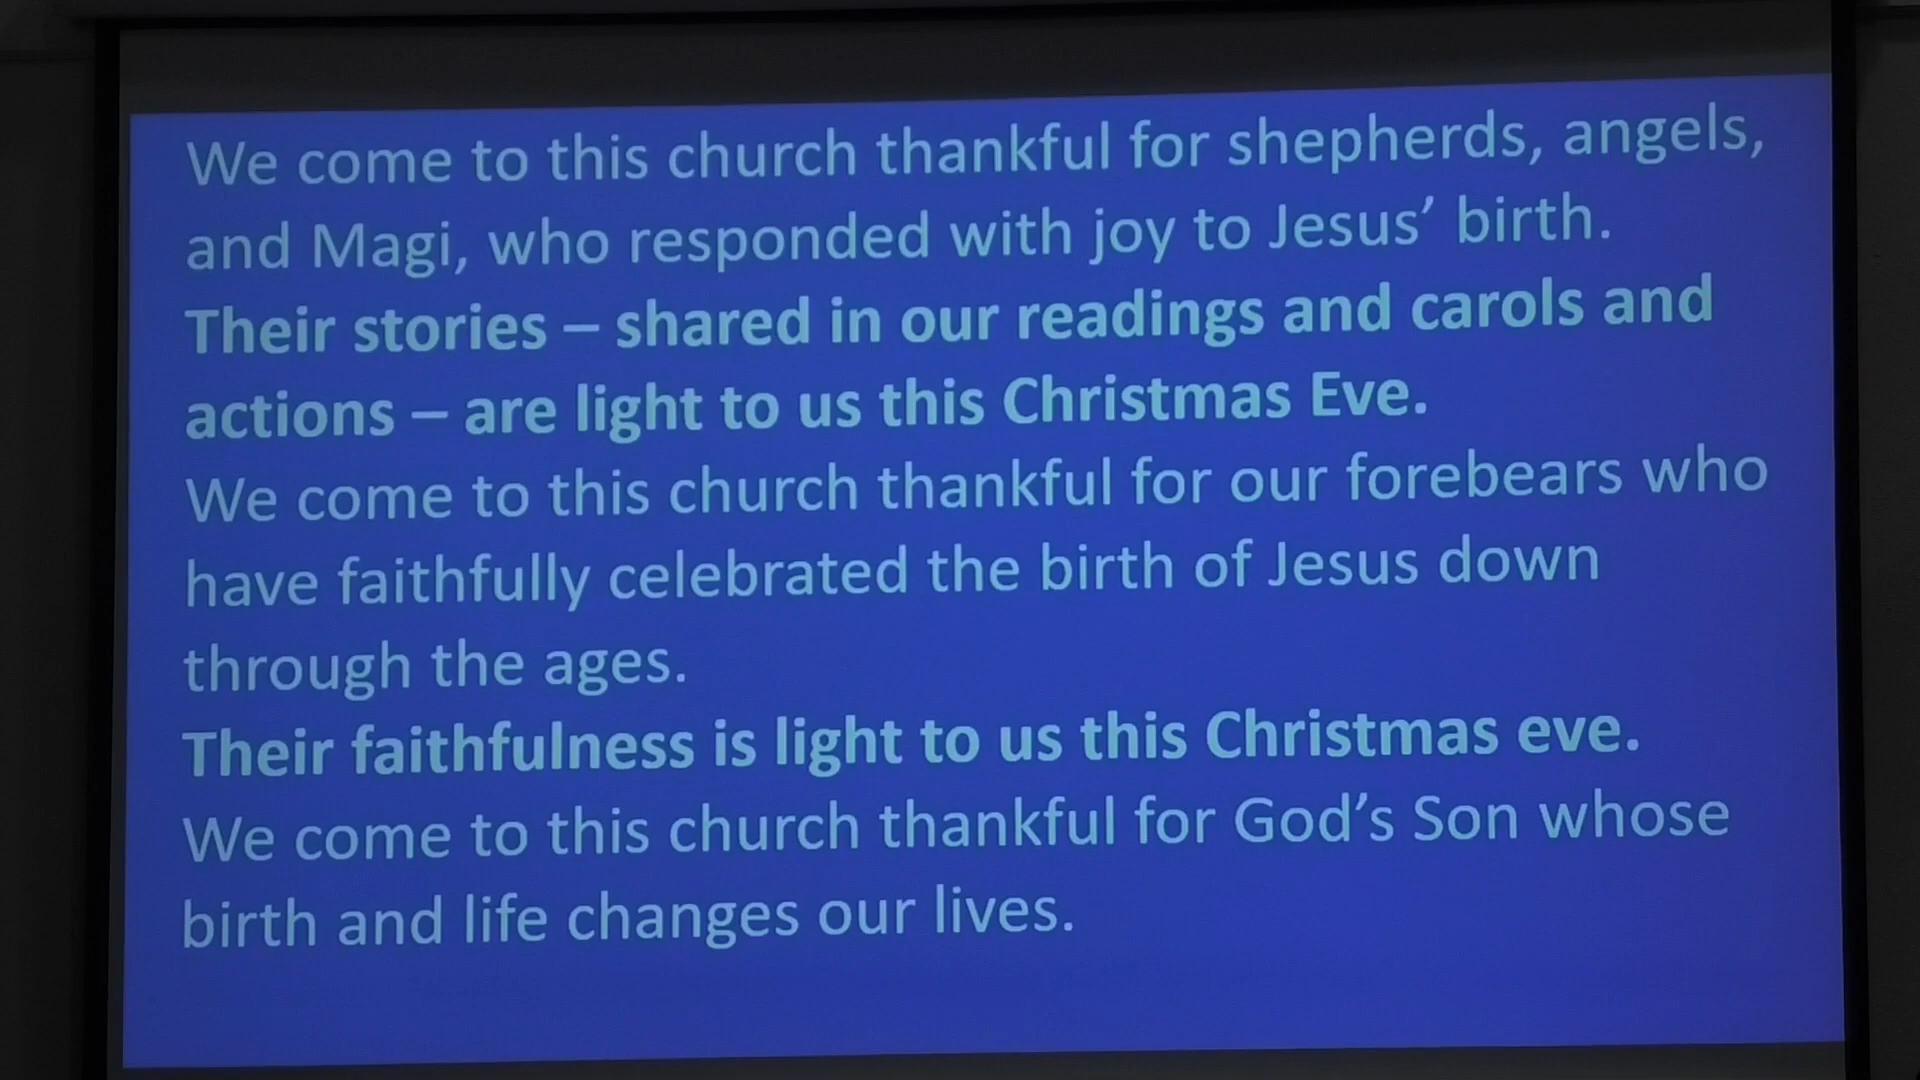 We come to this church thankful for shepherds, angels,
and Magi, who responded with joy to Jesus’ birth.
Their stories – shared in our readings and carols and
actions – are light to us this Christmas Eve.
We come to this church thankful for our forebears who
have faithfully celebrated the birth of Jesus down
through the ages.
Their faithfulness is light to us this Christmas eve.
We come to this church thankful for God’s Son whose
birth and life changes our lives.